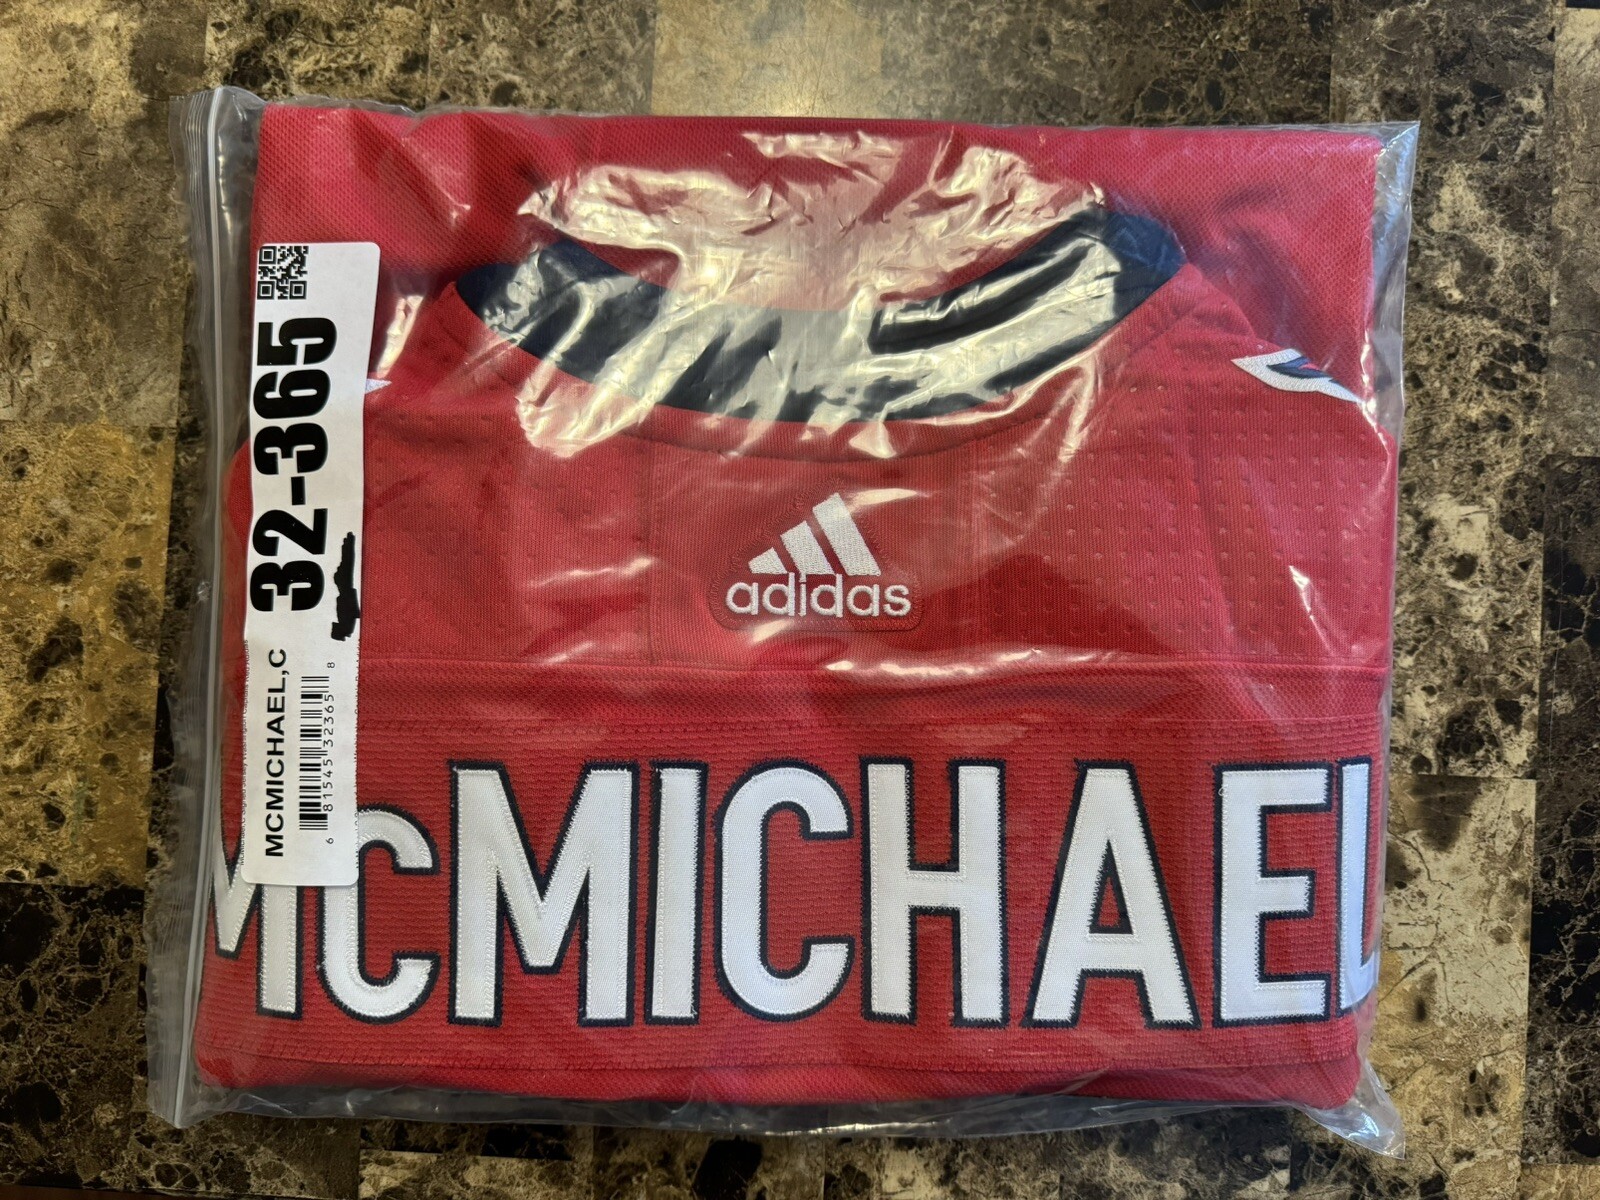 32-365
MCMICHAEL,C
6 81545 32365 8
adidas
McMICHAEL